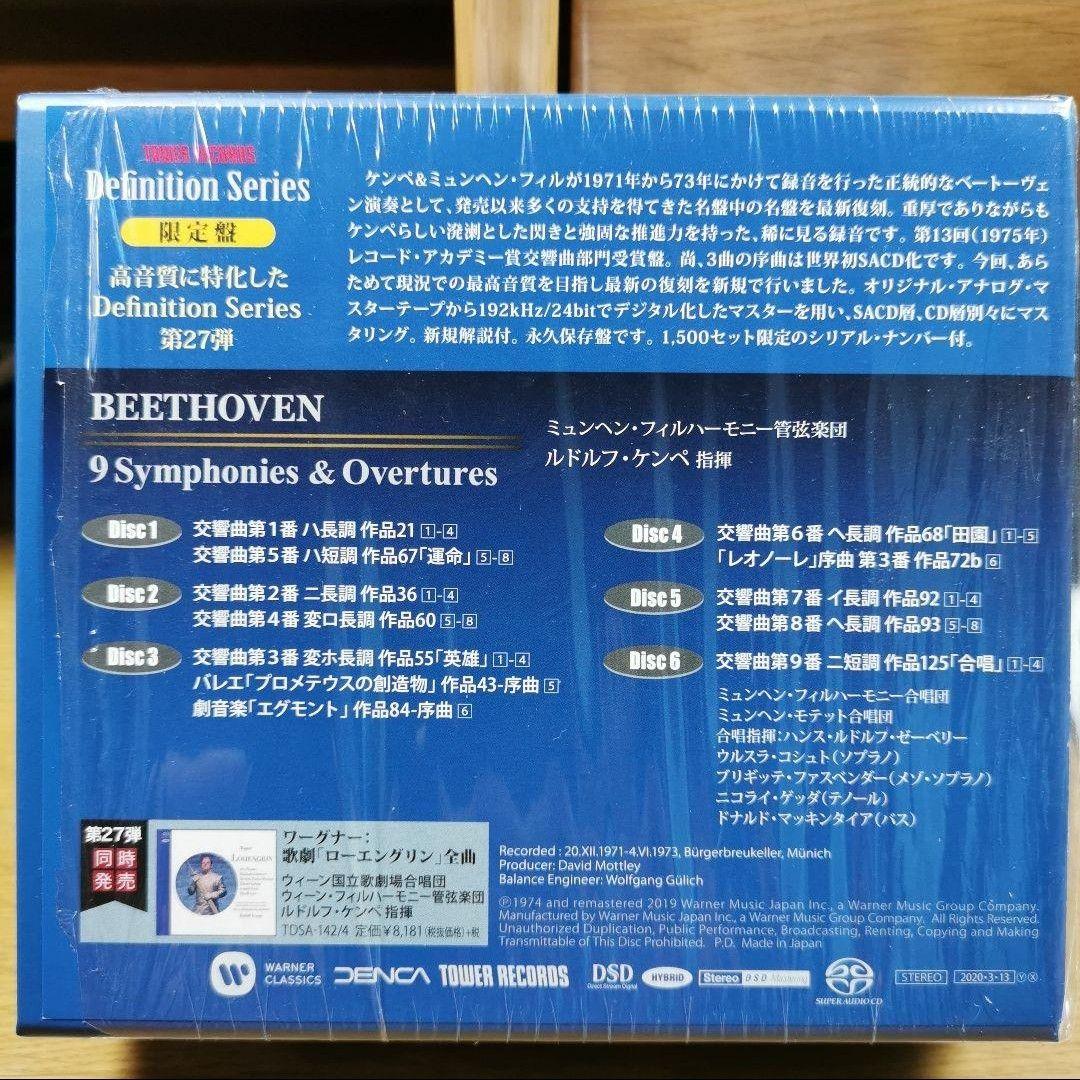 TOWER RECORDS
Definition Series
限定盤
高音質に特化した
Definition Series
第27弾
ケンペ&ミュンヘン・フィルが1971年から73年にかけて録音を行った正統的なベートーヴェ
ン演奏として、発売以来多くの支持を得てきた名盤中の名盤を最新復刻。重厚でありながらも
ケンペらしい溌溂とした閃きと強固な推進力を持った、稀に見る録音です。第13回(1975年)
レコード・アカデミー賞交響曲部門受賞盤。尚、3曲の序曲は世界初SACD化です。今回、あら
ためて現況での最高音質を目指し最新の復刻を新規で行いました。オリジナル・アナログ・マ
スターテープから192kHz/24bitでデジタル化したマスターを用い、SACD層、CD層別々にマス
タリング。新規解説付。永久保存盤です。1,500セット限定のシリアル・ナンバー付。
BEETHOVEN
9 Symphonies & Overtures
ミュンヘン・フィルハーモニー管弦楽団
ルドルフ・ケンペ 指揮
Disc 1 交響曲第1番 ハ長調 作品21 1-4
交響曲第5番 ハ短調 作品67「運命」 5-8
Disc 2 交響曲第2番 ニ長調 作品36 1-4
交響曲第4番 変ロ長調 作品60 5-8
Disc 3 交響曲第3番 変ホ長調 作品55「英雄」 1-4
バレエ「プロメテウスの創造物」 作品43-序曲 5
劇音楽「エグモント」 作品84-序曲 6
Disc 4 交響曲第6番 ヘ長調 作品68「田園」 1-5
「レオノーレ」序曲 第3番 作品72b 6
Disc 5 交響曲第7番 イ長調 作品92 1-4
交響曲第8番 ヘ長調 作品93 5-8
Disc 6 交響曲第9番 ニ短調 作品125「合唱」 1-4
ミュンヘン・フィルハーモニー合唱団
ミュンヘン・モテット合唱団
合唱指揮:ハンス・ルドルフ・ゼーベリー
ウルスラ・コシュト(ソプラノ)
ブリギッテ・ファスベンダー(メゾ・ソプラノ)
ニコライ・ゲッダ(テノール)
ドナルド・マッキンタイア(バス)
第27弾
同時
発売
LOHENGRIN
ワーグナー:
歌劇「ローエングリン」全曲
ウィーン国立歌劇場合唱団
ウィーン・フィルハーモニー管弦楽団
ルドルフ・ケンペ 指揮
TDSA-142/4 定価¥8,181(税抜価格)+税
Recorded : 20.XII.1971-4.VI.1973, Bürgerbreukeller, Münich
Producer: David Mottley
Balance Engineer: Wolfgang Gülich
Ⓟ1974 and remastered 2019 Warner Music Japan Inc., a Warner Music Group Company.
Manufactured by Warner Music Japan Inc., a Warner Music Group Company. All Rights Reserved.
Unauthorized Duplication, Public Performance, Broadcasting, Renting, Copying and Making
Transmittable of This Disc Prohibited. P.D. Made in Japan
WARNER
CLASSICS
DENCA
TOWER RECORDS
DSD
Direct Stream Digital
HYBRID
Stereo DSD Mastering
SUPER AUDIO CD
STEREO
2020・3・13 Ⓨ Ⓧ